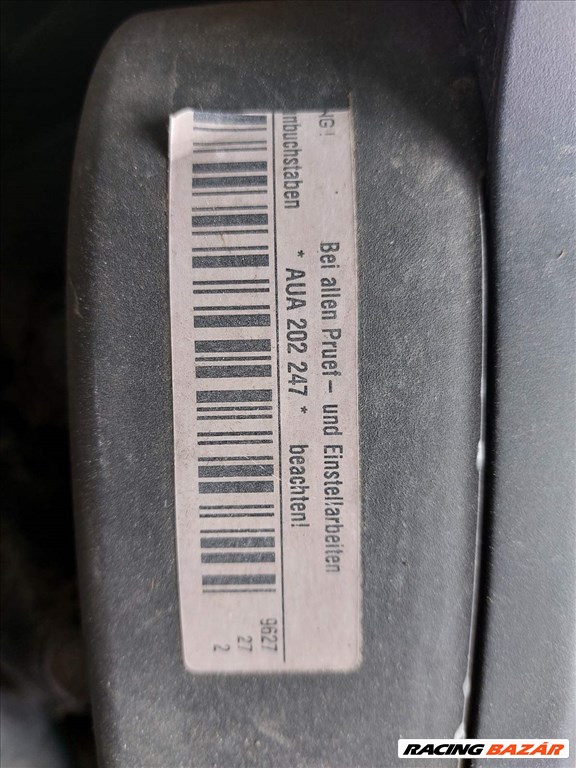 NG!
Bei allen Pruef- und Einstellarbeiten
nbuchstaben * AUA 202 247 * beachten!
9627
27
2
RACING BAZÁR